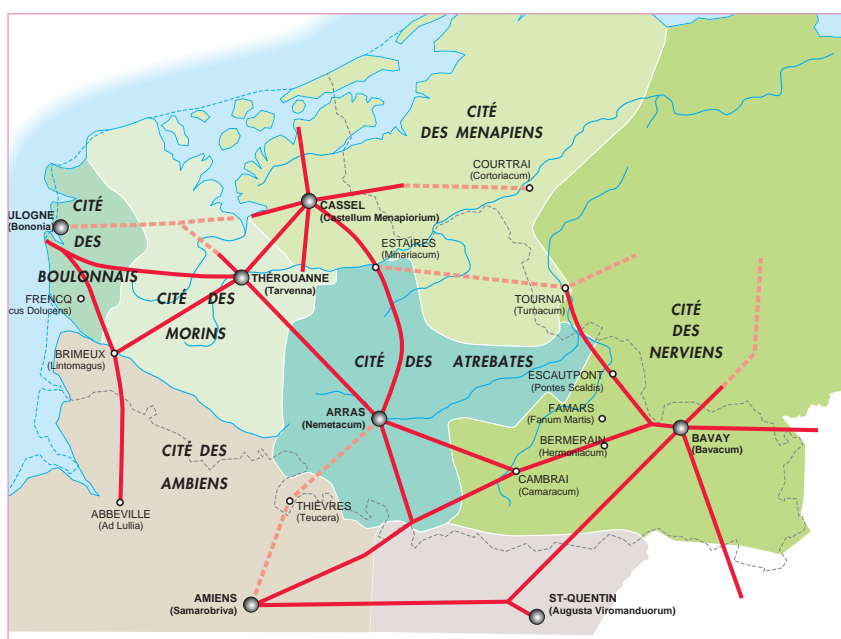 CITÉ
DES MENAPIENS
COURTRAI
(Cortoriacum)
CITÉ
DES
BOULONNAIS
ULOGNE
(Bononia)
CASSEL
(Castellum Menapiorium)
ESTAIRES
(Minariacum)
THÉROUANNE
(Tarvenna)
FRENCQ
cus Dolucens)
CITÉ DES
MORINS
TOURNAI
(Turnacum)
CITÉ
DES
NERVIENS
BRIMEUX
(Lintomagus)
CITÉ DES ATREBATES
ESCAUTPONT
(Pontes Scaldis)
ARRAS
(Nemetacum)
FAMARS
(Fanum Martis)
BERMERAIN
(Hermoniacum)
BAVAY
(Bavacum)
CITÉ DES
AMBIENS
CAMBRAI
(Camaracum)
ABBEVILLE
(Ad Lullia)
THIÈVRES
(Teucera)
AMIENS
(Samarobriva)
ST-QUENTIN
(Augusta Viromanduorum)